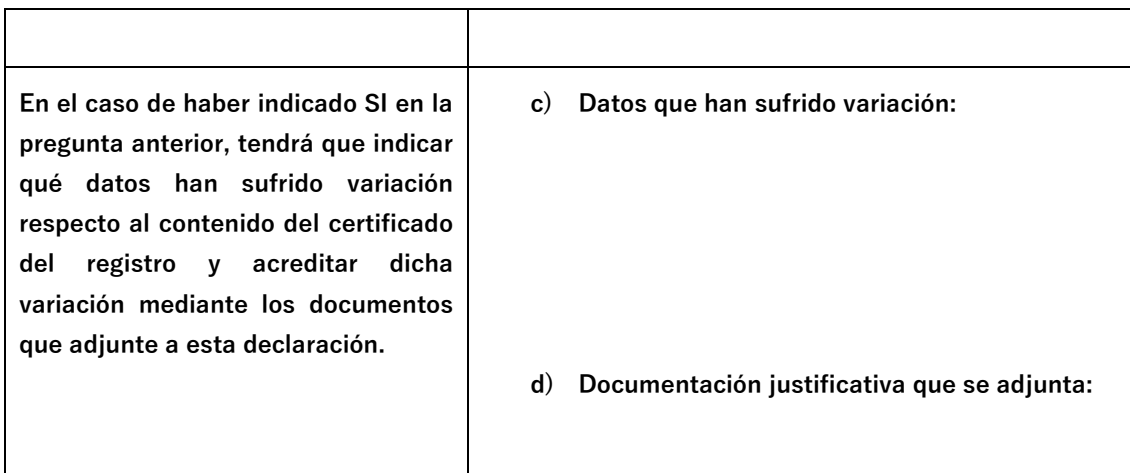 En el caso de haber indicado SI en la
pregunta anterior, tendrá que indicar
qué datos han sufrido variación
respecto al contenido del certificado
del registro y acreditar dicha
variación mediante los documentos
que adjunte a esta declaración.
c) Datos que han sufrido variación:
d) Documentación justificativa que se adjunta: